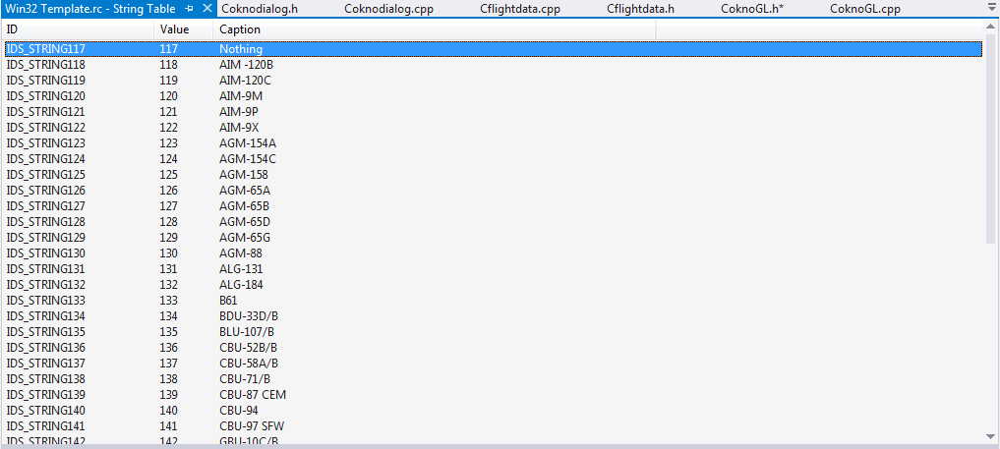 Win32 Template.rc - String Table Coknodialog.h Coknodialog.cpp Cflightdata.cpp Cflightdata.h CoknoGL.h* CoknoGL.cpp
ID Value Caption
IDS_STRING117 117 Nothing
IDS_STRING118 118 AIM -120B
IDS_STRING119 119 AIM-120C
IDS_STRING120 120 AIM-9M
IDS_STRING121 121 AIM-9P
IDS_STRING122 122 AIM-9X
IDS_STRING123 123 AGM-154A
IDS_STRING124 124 AGM-154C
IDS_STRING125 125 AGM-158
IDS_STRING126 126 AGM-65A
IDS_STRING127 127 AGM-65B
IDS_STRING128 128 AGM-65D
IDS_STRING129 129 AGM-65G
IDS_STRING130 130 AGM-88
IDS_STRING131 131 ALG-131
IDS_STRING132 132 ALG-184
IDS_STRING133 133 B61
IDS_STRING134 134 BDU-33D/B
IDS_STRING135 135 BLU-107/B
IDS_STRING136 136 CBU-52B/B
IDS_STRING137 137 CBU-58A/B
IDS_STRING138 138 CBU-71/B
IDS_STRING139 139 CBU-87 CEM
IDS_STRING140 140 CBU-94
IDS_STRING141 141 CBU-97 SFW
IDS_STRING142 142 GBU-10C/B